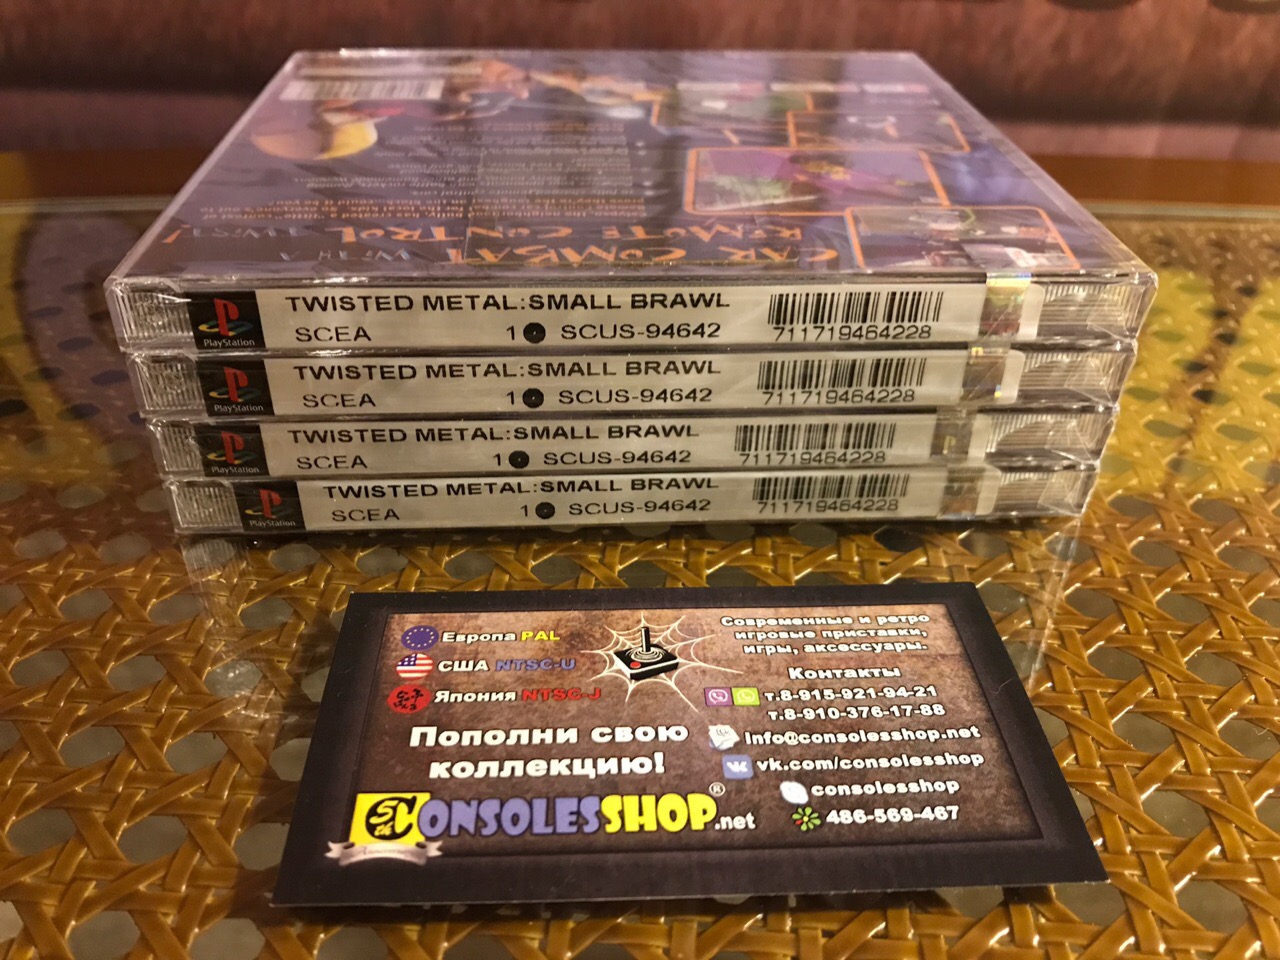 CAR COMBAT WITH A
REMOTE CONTROL TWIST!
PlayStation
TWISTED METAL:SMALL BRAWL
SCEA 1 SCUS-94642
711719464228
PlayStation
TWISTED METAL:SMALL BRAWL
SCEA 1 SCUS-94642
711719464228
PlayStation
TWISTED METAL:SMALL BRAWL
SCEA 1 SCUS-94642
711719464228
PlayStation
TWISTED METAL:SMALL BRAWL
SCEA 1 SCUS-94642
711719464228
Европа PAL
США NTSC-U
Япония NTSC-J
Пополни свою
коллекцию!
5th
CONSOLESSHOP®.net
Anniversary
Современные и ретро
игровые приставки,
игры, аксессуары.
Контакты
т.8-915-921-94-21
т.8-910-376-17-88
Info@consolesshop.net
vk.com/consolesshop
consolesshop
486-569-467